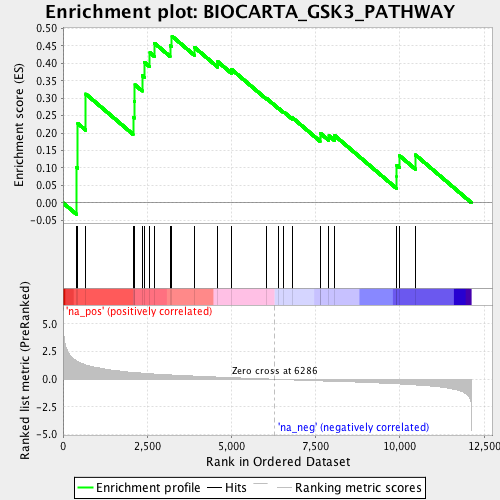 Enrichment plot: BIOCARTA_GSK3_PATHWAY
Enrichment score (ES)
0.50
0.45
0.40
0.35
0.30
0.25
0.20
0.15
0.10
0.05
0.00
-0.05
'na_pos' (positively correlated)
Ranked list metric (PreRanked)
5.0
2.5
0.0
-2.5
-5.0
Zero cross at 6286
'na_neg' (negatively correlated)
0
2,500
5,000
7,500
10,000
12,500
Rank in Ordered Dataset
Enrichment profile
Hits
Ranking metric scores